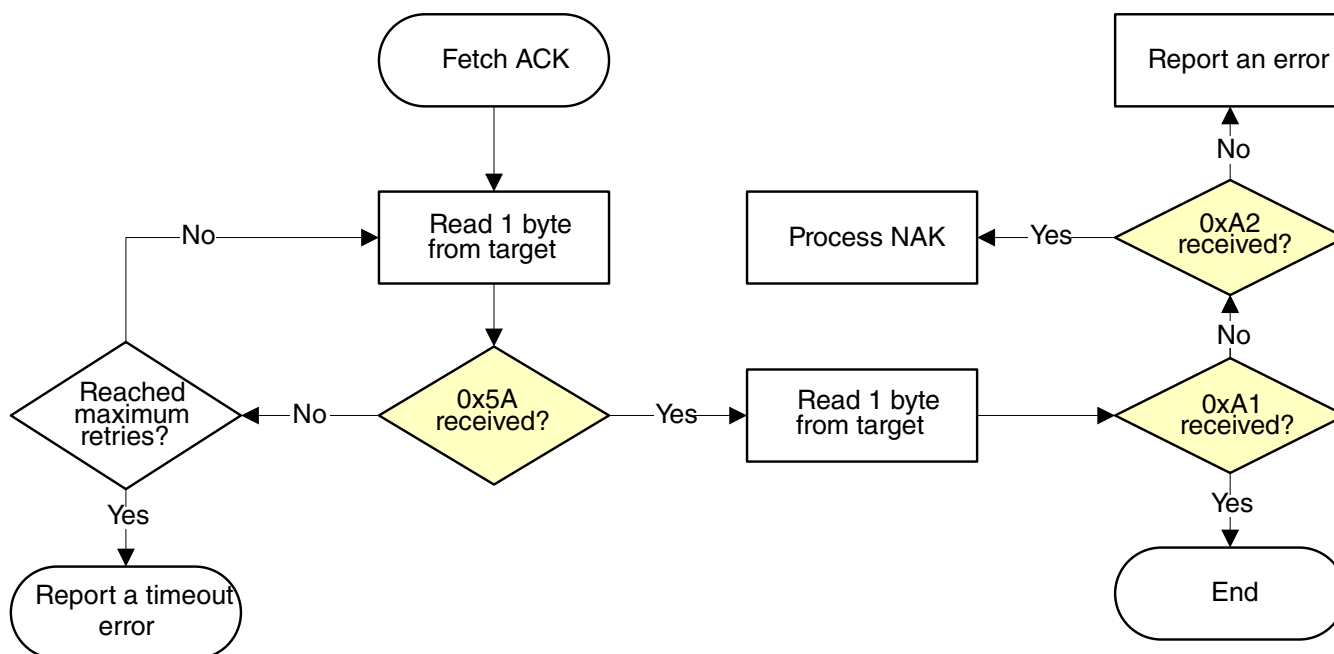 Fetch ACK
Report an error
No
No
Read 1 byte
from target
Process NAK
Yes
0xA2
received?
No
Reached
maximum
retries?
No
0x5A
received?
Yes
Read 1 byte
from target
0xA1
received?
Yes
Yes
Report a timeout
error
End